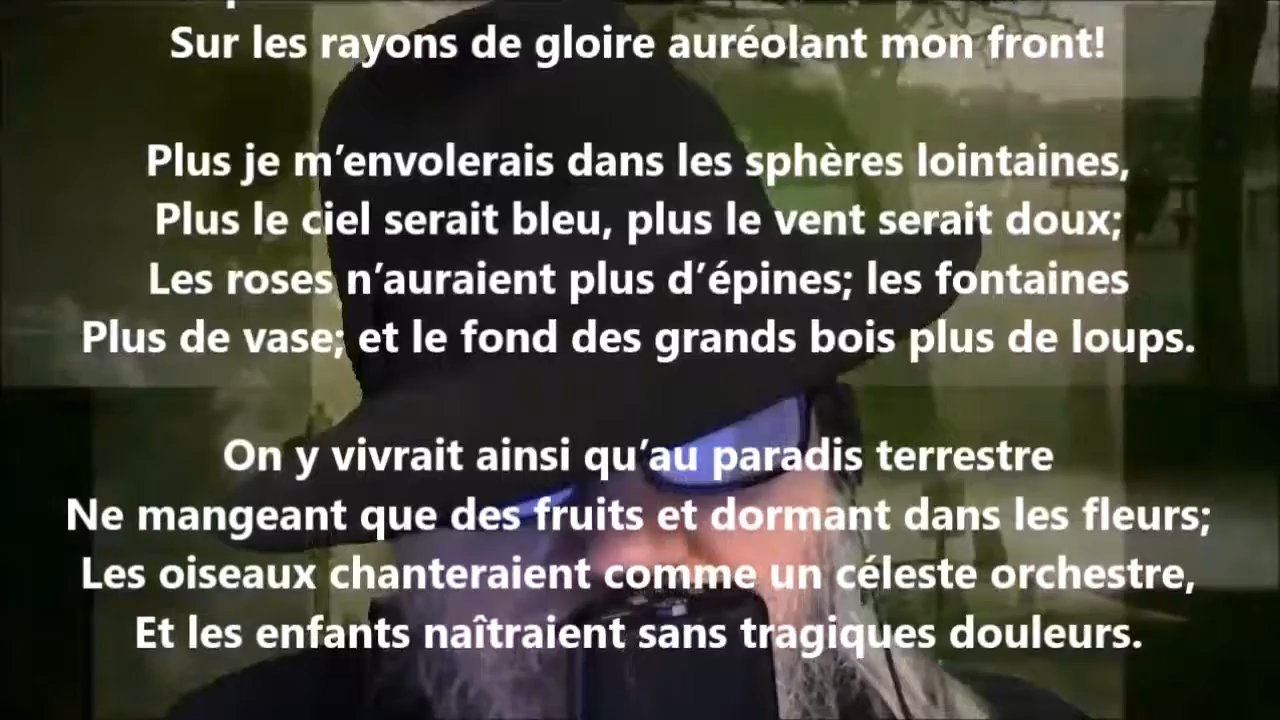 Sur les rayons de gloire auréolant mon front!
Plus je m’envolerais dans les sphères lointaines,
Plus le ciel serait bleu, plus le vent serait doux;
Les roses n’auraient plus d’épines; les fontaines
Plus de vase; et le fond des grands bois plus de loups.
On y vivrait ainsi qu’au paradis terrestre
Ne mangeant que des fruits et dormant dans les fleurs;
Les oiseaux chanteraient comme un céleste orchestre,
Et les enfants naîtraient sans tragiques douleurs.